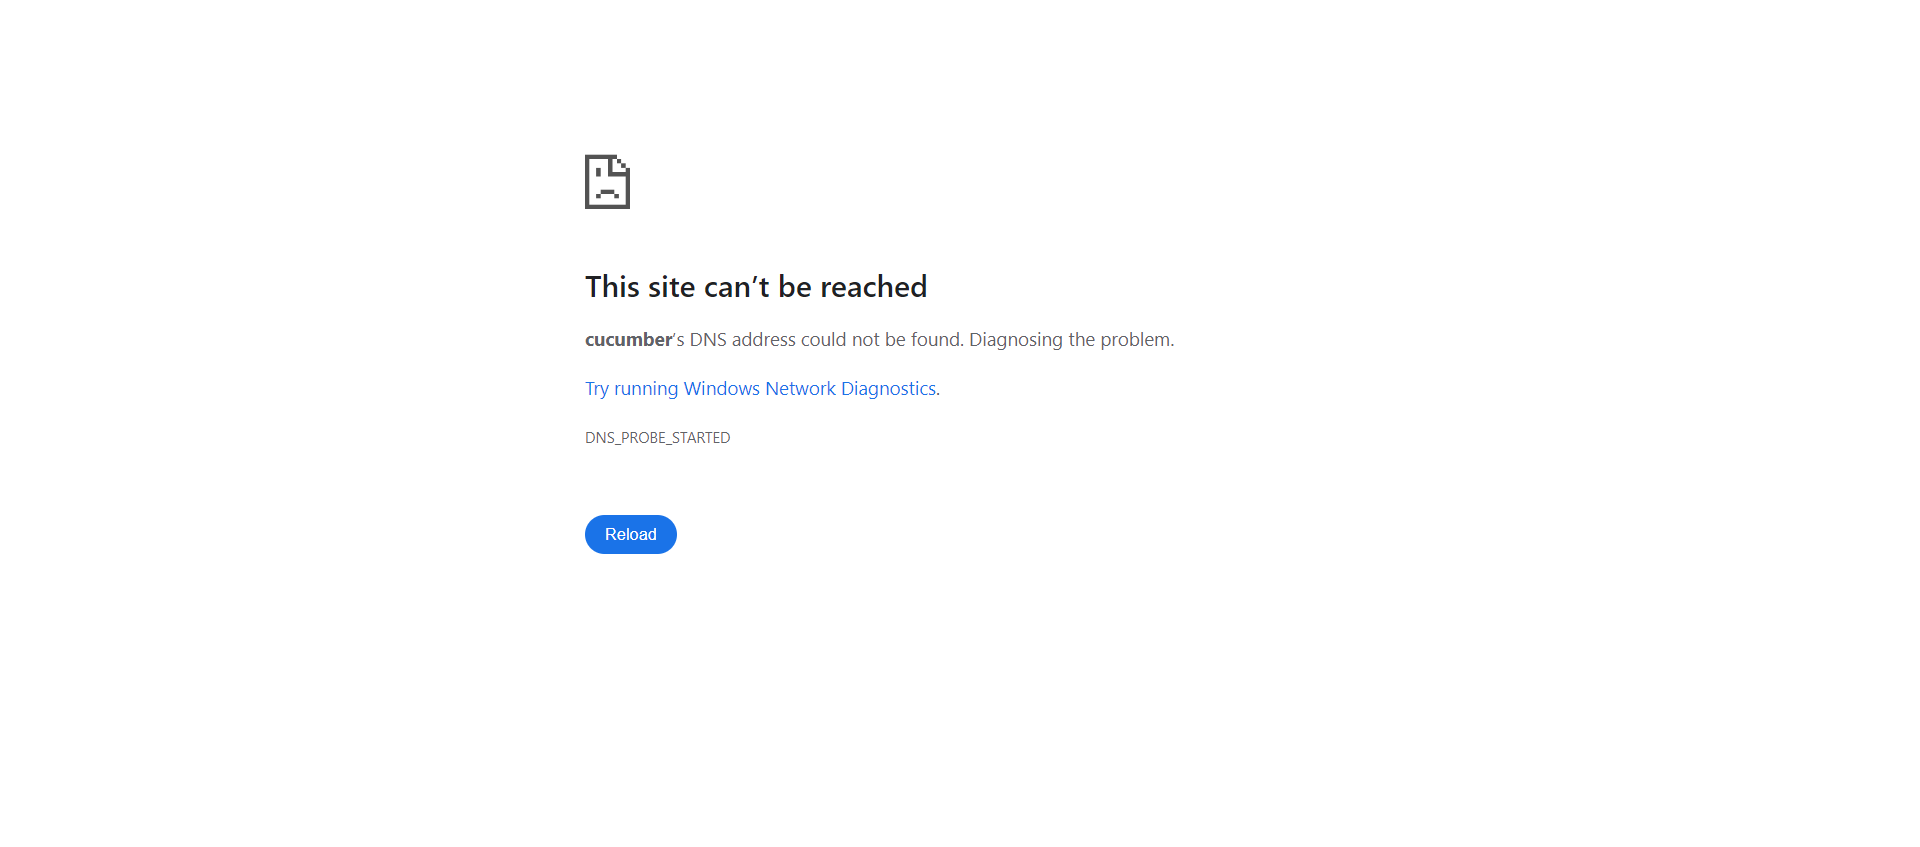 This site can’t be reached
cucumber's DNS address could not be found. Diagnosing the problem.
Try running Windows Network Diagnostics.
DNS_PROBE_STARTED
Reload